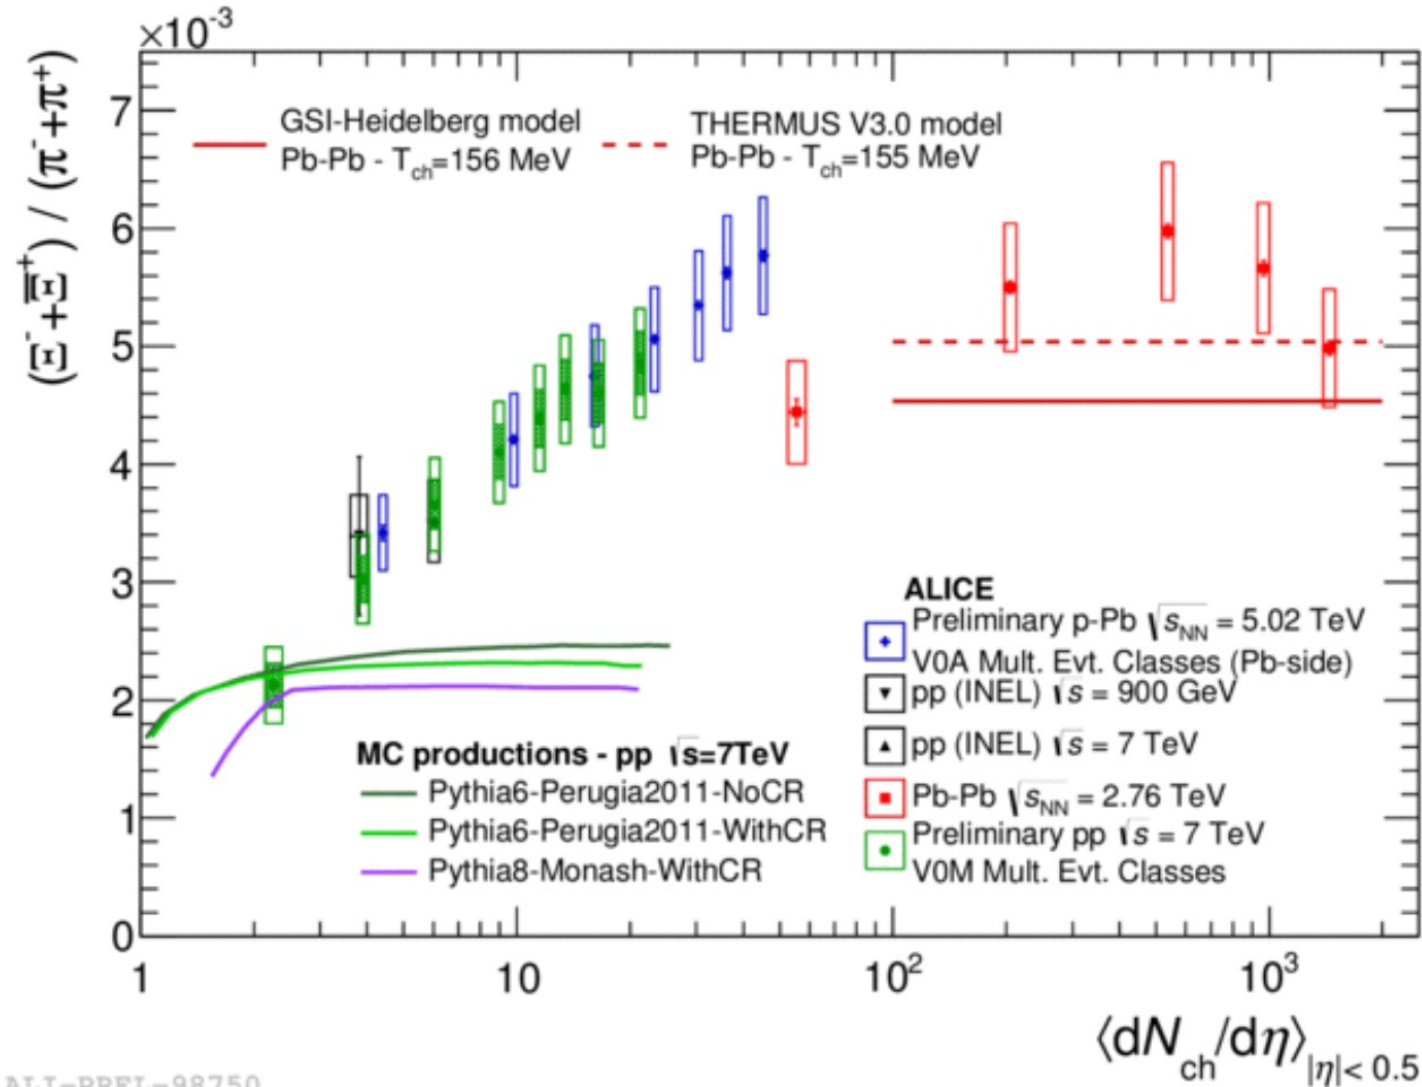 ×10⁻³
(Ξ⁻+Ξ̅⁺) / (π⁻+π⁺)
7
6
5
4
3
2
1
0
GSI-Heidelberg model
Pb-Pb - T_ch=156 MeV
THERMUS V3.0 model
Pb-Pb - T_ch=155 MeV
ALICE
Preliminary p-Pb √s_NN = 5.02 TeV
V0A Mult. Evt. Classes (Pb-side)
pp (INEL) √s = 900 GeV
pp (INEL) √s = 7 TeV
Pb-Pb √s_NN = 2.76 TeV
Preliminary pp √s = 7 TeV
V0M Mult. Evt. Classes
MC productions - pp √s=7TeV
Pythia6-Perugia2011-NoCR
Pythia6-Perugia2011-WithCR
Pythia8-Monash-WithCR
1 10 10² 10³
⟨dN_ch/dη⟩_|η|< 0.5
ALI-PREL-98750